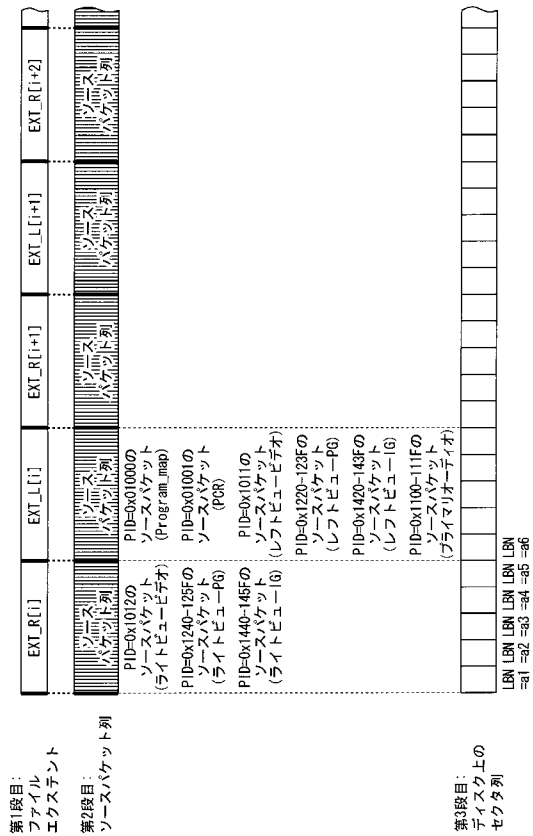 第1段目:
ファイル
エクステント
EXT_R[i]
EXT_L[i]
EXT_R[i+1]
EXT_L[i+1]
EXT_R[i+2]
第2段目:
ソースパケット列
ソース
パケット列
ソース
パケット列
ソース
パケット列
ソース
パケット列
ソース
パケット列
PID=0x1012の
ソースパケット
(ライトビュービデオ)
PID=0x1240-125Fの
ソースパケット
(ライトビューPG)
PID=0x1440-145Fの
ソースパケット
(ライトビューIG)
PID=0x01000の
ソースパケット
(Program_map)
PID=0x01001の
ソースパケット
(PCR)
PID=0x1011の
ソースパケット
(レフトビュービデオ)
PID=0x1220-123Fの
ソースパケット
(レフトビューPG)
PID=0x1420-143Fの
ソースパケット
(レフトビューIG)
PID=0x1100-111Fの
ソースパケット
(プライマリオーディオ)
第3段目:
ディスク上の
セクタ列
LBN LBN LBN LBN LBN LBN
=a1 =a2 =a3 =a4 =a5 =a6